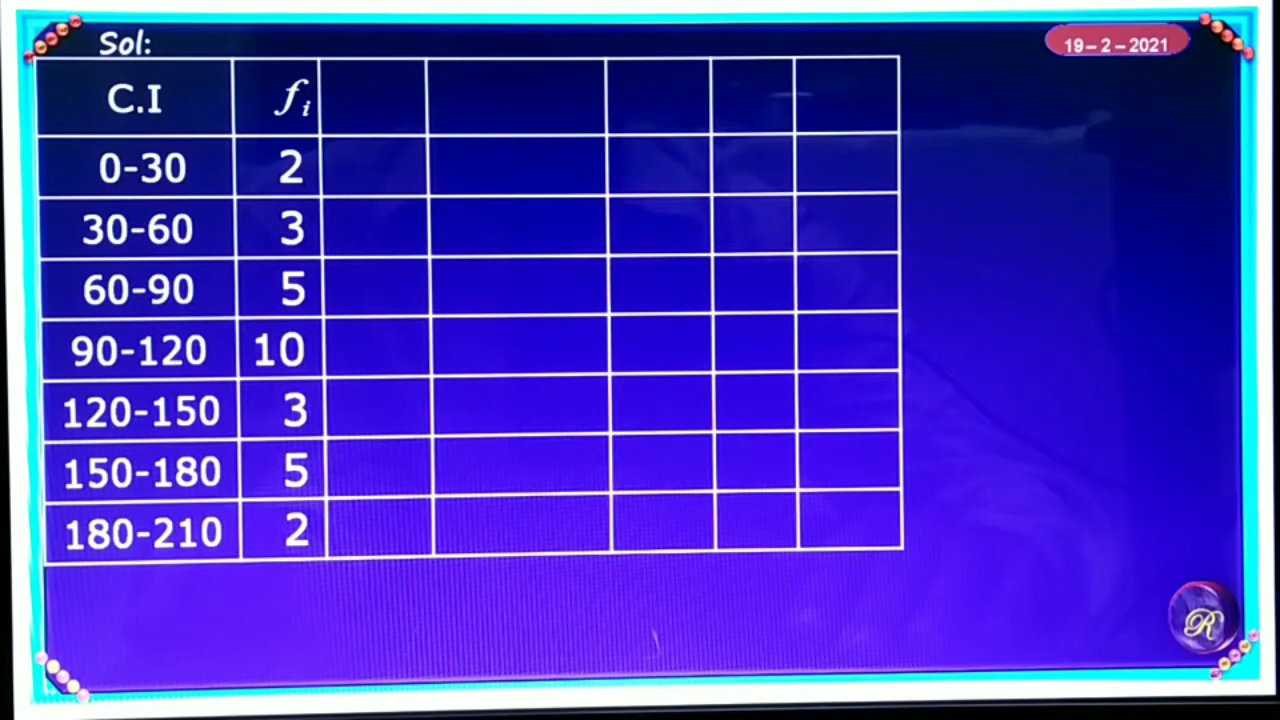 Sol:
19 – 2 – 2021
C.I fi
0-30 2
30-60 3
60-90 5
90-120 10
120-150 3
150-180 5
180-210 2
R